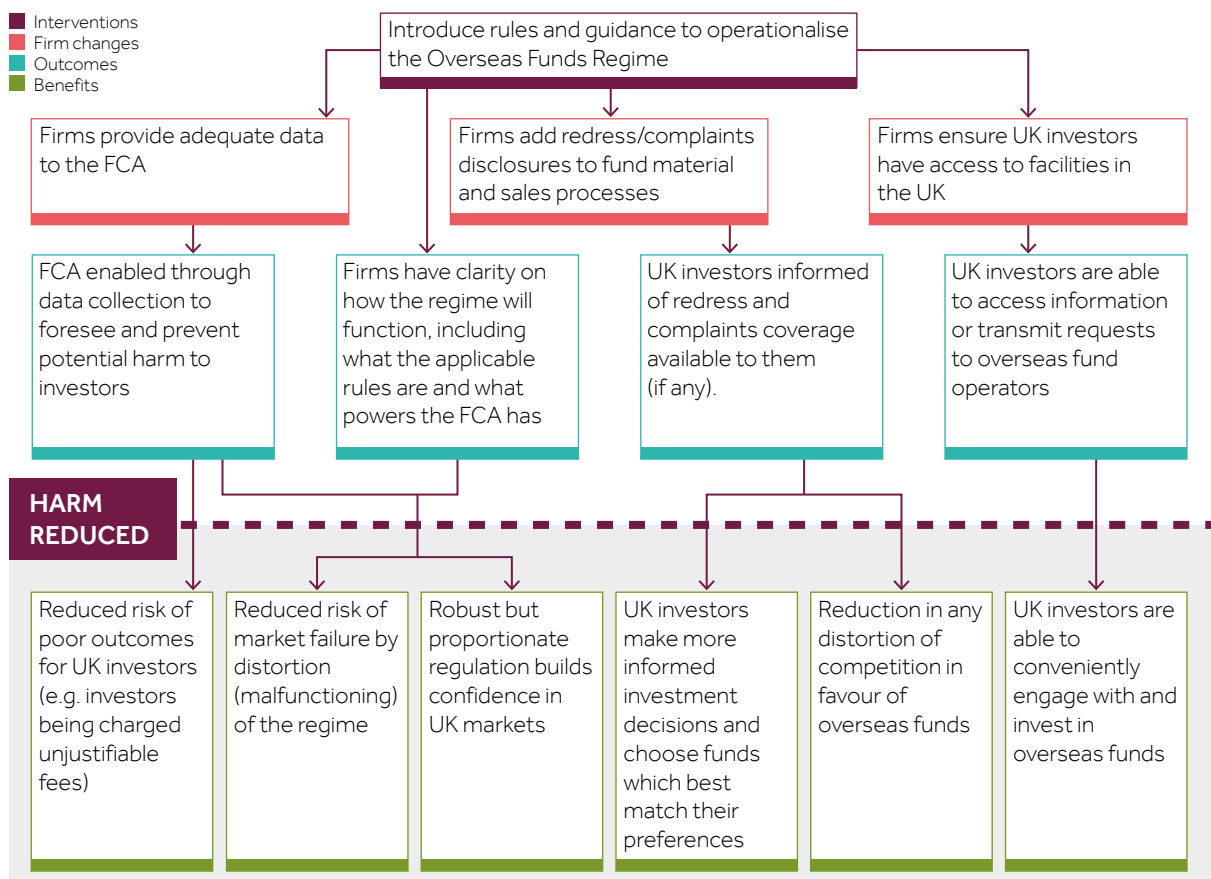 Interventions
Firm changes
Outcomes
Benefits
Introduce rules and guidance to operationalise
the Overseas Funds Regime
Firms provide adequate data
to the FCA
Firms add redress/complaints
disclosures to fund material
and sales processes
Firms ensure UK investors
have access to facilities in
the UK
FCA enabled through
data collection to
foresee and prevent
potential harm to
investors
Firms have clarity on
how the regime will
function, including
what the applicable
rules are and what
powers the FCA has
UK investors informed
of redress and
complaints coverage
available to them
(if any).
UK investors are able
to access information
or transmit requests
to overseas fund
operators
HARM
REDUCED
Reduced risk of
poor outcomes
for UK investors
(e.g. investors
being charged
unjustifiable
fees)
Reduced risk of
market failure by
distortion
(malfunctioning)
of the regime
Robust but
proportionate
regulation builds
confidence in
UK markets
UK investors
make more
informed
investment
decisions and
choose funds
which best
match their
preferences
Reduction in any
distortion of
competition in
favour of
overseas funds
UK investors are
able to
conveniently
engage with and
invest in
overseas funds